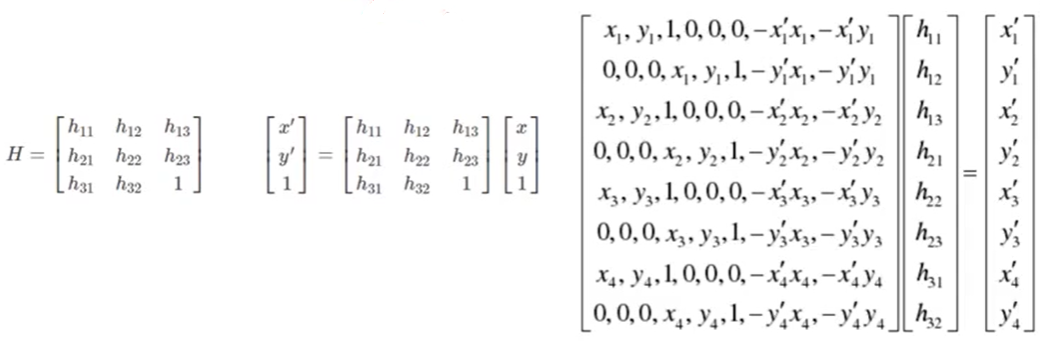 H = [h₁₁ h₁₂ h₁₃
h₂₁ h₂₂ h₂₃
h₃₁ h₃₂ 1]
[x′
y′
1] = [h₁₁ h₁₂ h₁₃
h₂₁ h₂₂ h₂₃
h₃₁ h₃₂ 1] [x
y
1]
[x₁, y₁,1,0,0,0,−x′₁x₁,−x′₁y₁
0,0,0,x₁, y₁,1,−y′₁x₁,−y′₁y₁
x₂, y₂,1,0,0,0,−x′₂x₂,−x′₂y₂
0,0,0,x₂, y₂,1,−y′₂x₂,−y′₂y₂
x₃, y₃,1,0,0,0,−x′₃x₃,−x′₃y₃
0,0,0,x₃, y₃,1,−y′₃x₃,−y′₃y₃
x₄, y₄,1,0,0,0,−x′₄x₄,−x′₄y₄
0,0,0,x₄, y₄,1,−y′₄x₄,−y′₄y₄]
[h₁₁
h₁₂
h₁₃
h₂₁
h₂₂
h₂₃
h₃₁
h₃₂]
=
[x′₁
y′₁
x′₂
y′₂
x′₃
y′₃
x′₄
y′₄]